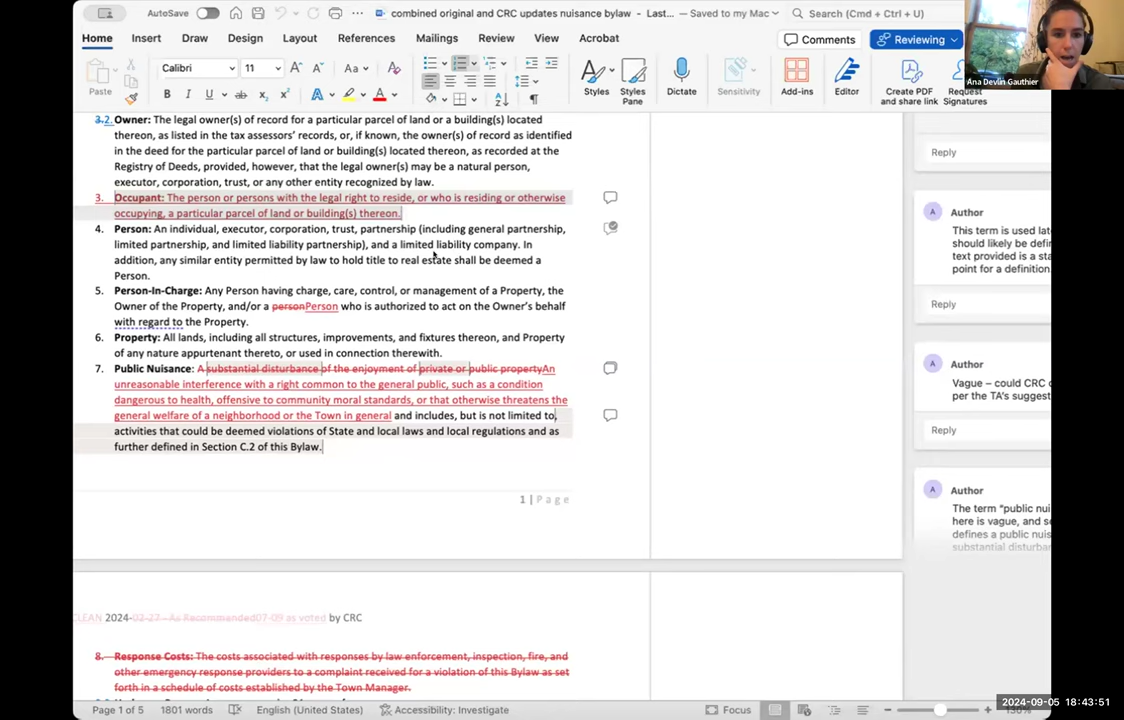 AutoSave
combined original and CRC updates nuisance bylaw - Last... — Saved to my Mac
Search (Cmd + Ctrl + U)
Home Insert Draw Design Layout References Mailings Review View Acrobat
Comments
Reviewing
Ana Devlin Gauthier
Paste
Calibri
11
Styles
Styles Pane
Dictate
Sensitivity
Add-ins
Editor
Create PDF and share link
Request Signatures
3.2. Owner: The legal owner(s) of record for a particular parcel of land or a building(s) located
thereon, as listed in the tax assessors' records, or, if known, the owner(s) of record as identified
in the deed for the particular parcel of land or building(s) located thereon, as recorded at the
Registry of Deeds, provided, however, that the legal owner(s) may be a natural person,
executor, corporation, trust, or any other entity recognized by law.
3. Occupant: The person or persons with the legal right to reside, or who is residing or otherwise
occupying, a particular parcel of land or building(s) thereon.
4. Person: An individual, executor, corporation, trust, partnership (including general partnership,
limited partnership, and limited liability partnership), and a limited liability company. In
addition, any similar entity permitted by law to hold title to real estate shall be deemed a
Person.
5. Person-In-Charge: Any Person having charge, care, control, or management of a Property, the
Owner of the Property, and/or a personPerson who is authorized to act on the Owner's behalf
with regard to the Property.
6. Property: All lands, including all structures, improvements, and fixtures thereon, and Property
of any nature appurtenant thereto, or used in connection therewith.
7. Public Nuisance: A substantial disturbance of the enjoyment of private or public propertyAn
unreasonable interference with a right common to the general public, such as a condition
dangerous to health, offensive to community moral standards, or that otherwise threatens the
general welfare of a neighborhood or the Town in general and includes, but is not limited to,
activities that could be deemed violations of State and local laws and local regulations and as
further defined in Section C.2 of this Bylaw.
1 | Page
CLEAN 2024-02-27 - As Recommended07-09 as voted by CRC
8. Response Costs: The costs associated with responses by law enforcement, inspection, fire, and
other emergency response providers to a complaint received for a violation of this Bylaw as set
forth in a schedule of costs established by the Town Manager.
Reply
A Author
This term is used lat
should likely be defi
text provided is a sta
point for a definition
Reply
A Author
Vague – could CRC c
per the TA's suggest
Reply
A Author
The term "public nui
here is vague, and se
defines a public nuis
substantial disturban
Page 1 of 5
1801 words
English (United States)
Accessibility: Investigate
Focus
2024-09-05 18:43:51